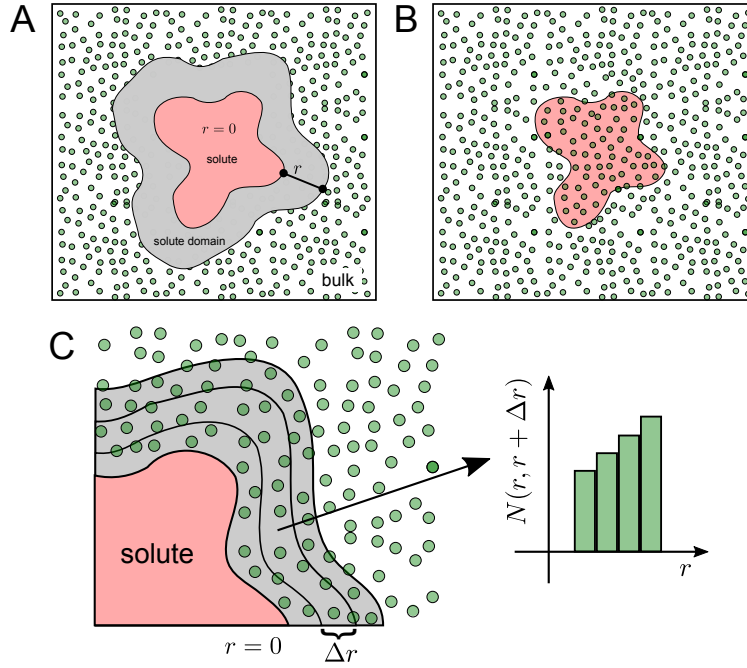 A
B
r = 0
solute
r
solute domain
bulk
C
N(r, r + Δr)
solute
r
r = 0
Δr